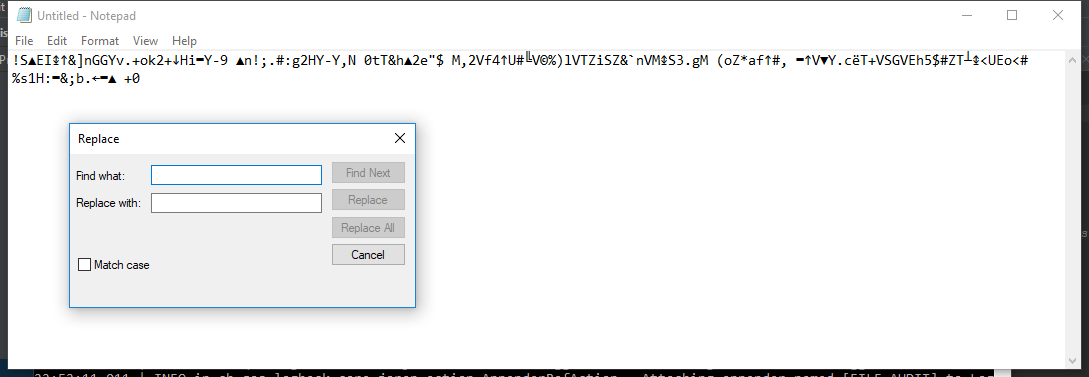 Untitled - Notepad
File Edit Format View Help
!S▲EI↨↑&]nGGYv.+ok2+↓Hi━Y-9 ▲n!;.#:g2HY-Y,N 0tT&h▲2e"$ M,2Vf4↑U#╚V©%)lVTZiSZ&`nVM↨S3.gM (oZ*af↑#, ━↑V▼Y.cëT+VSGVEh5$#ZT┴↨<UEo<#
%s1H:━&;b.←━▲ +0
Replace
Find what:
Find Next
Replace with:
Replace
Replace All
Cancel
Match case